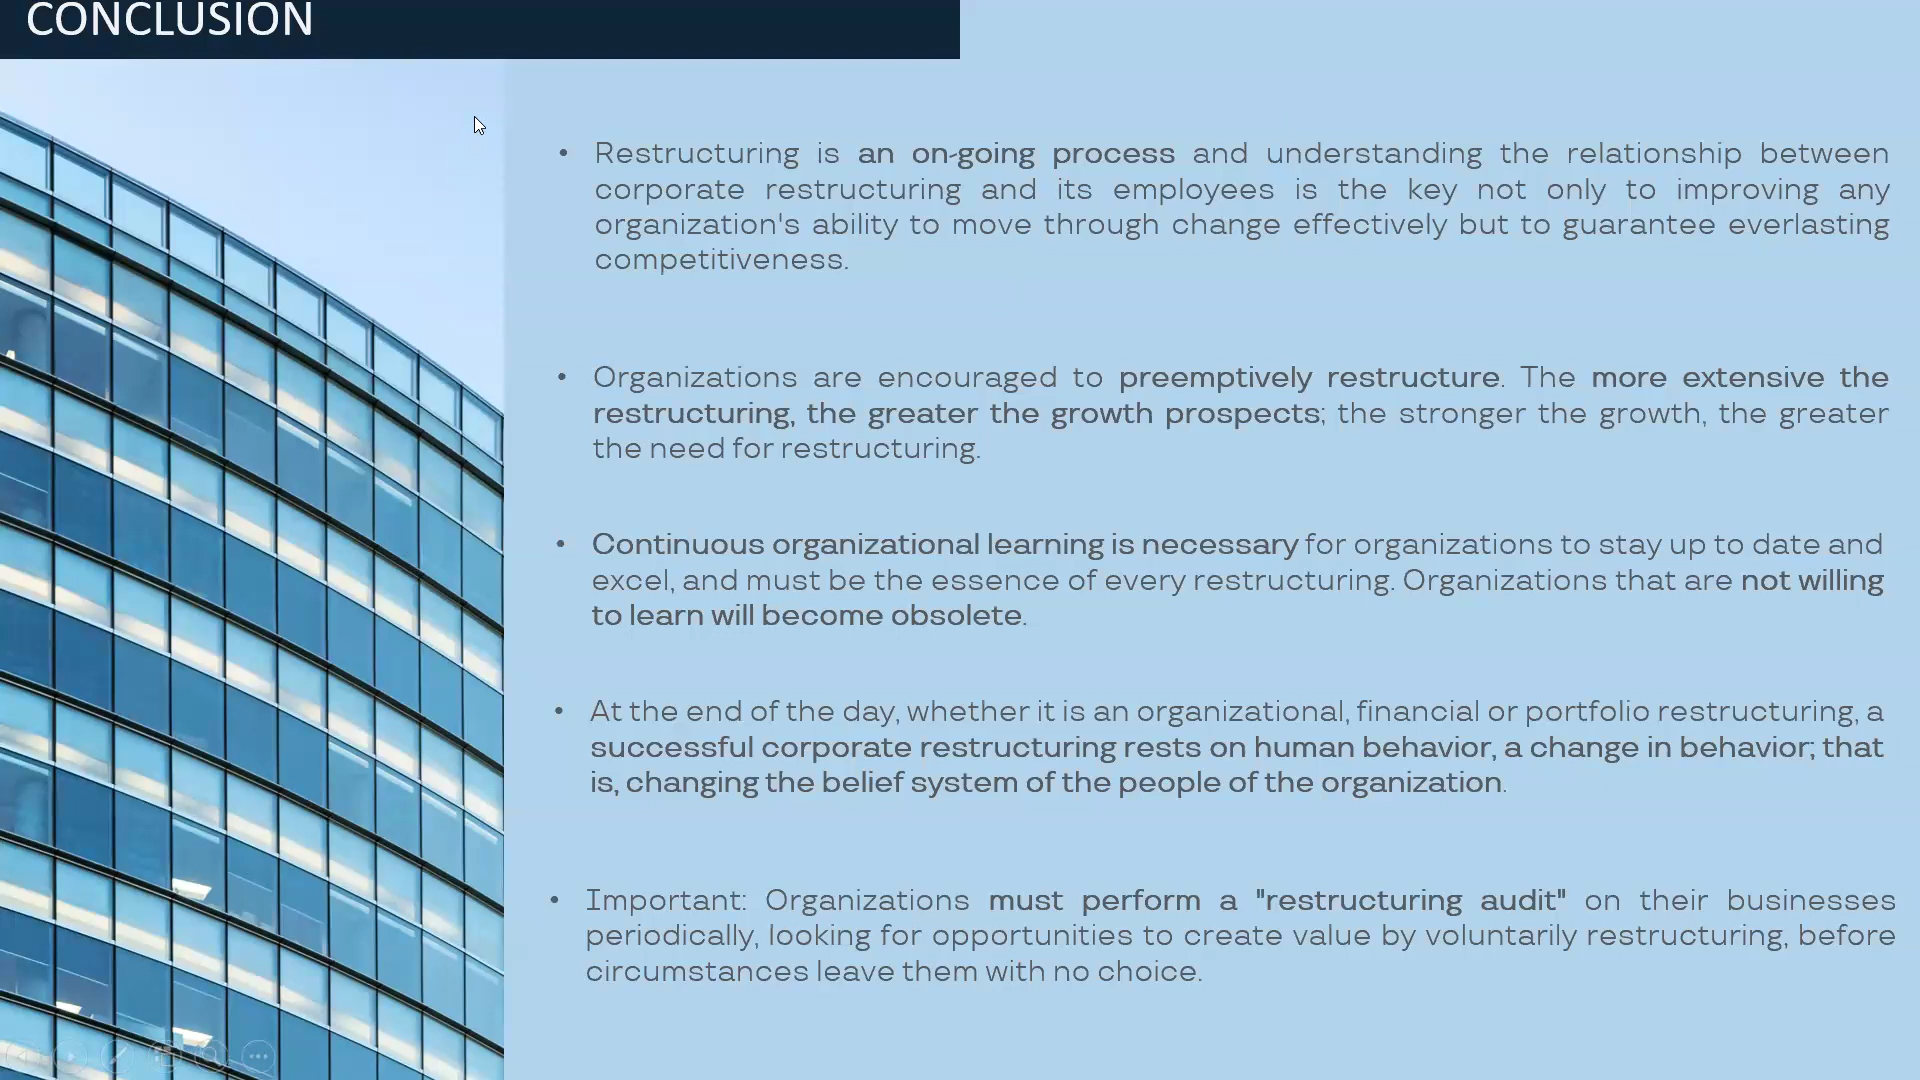 CONCLUSION
• Restructuring is an on-going process and understanding the relationship between
corporate restructuring and its employees is the key not only to improving any
organization's ability to move through change effectively but to guarantee everlasting
competitiveness.
• Organizations are encouraged to preemptively restructure. The more extensive the
restructuring, the greater the growth prospects; the stronger the growth, the greater
the need for restructuring.
• Continuous organizational learning is necessary for organizations to stay up to date and
excel, and must be the essence of every restructuring. Organizations that are not willing
to learn will become obsolete.
• At the end of the day, whether it is an organizational, financial or portfolio restructuring, a
successful corporate restructuring rests on human behavior, a change in behavior; that
is, changing the belief system of the people of the organization.
• Important: Organizations must perform a "restructuring audit" on their businesses
periodically, looking for opportunities to create value by voluntarily restructuring, before
circumstances leave them with no choice.